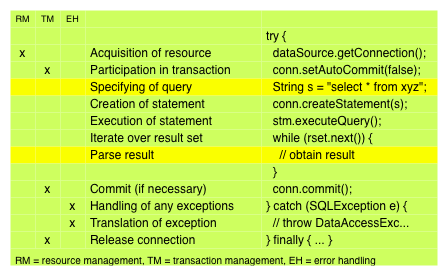 RM TM EH
try {
x Acquisition of resource dataSource.getConnection();
x Participation in transaction conn.setAutoCommit(false);
Specifying of query String s = "select * from xyz";
Creation of statement conn.createStatement(s);
Execution of statement stm.executeQuery();
Iterate over result set while (rset.next()) {
Parse result // obtain result
}
x Commit (if necessary) conn.commit();
x Handling of any exceptions } catch (SQLException e) {
x Translation of exception // throw DataAccessExc...
x Release connection } finally { ... }
RM = resource management, TM = transaction management, EH = error handling